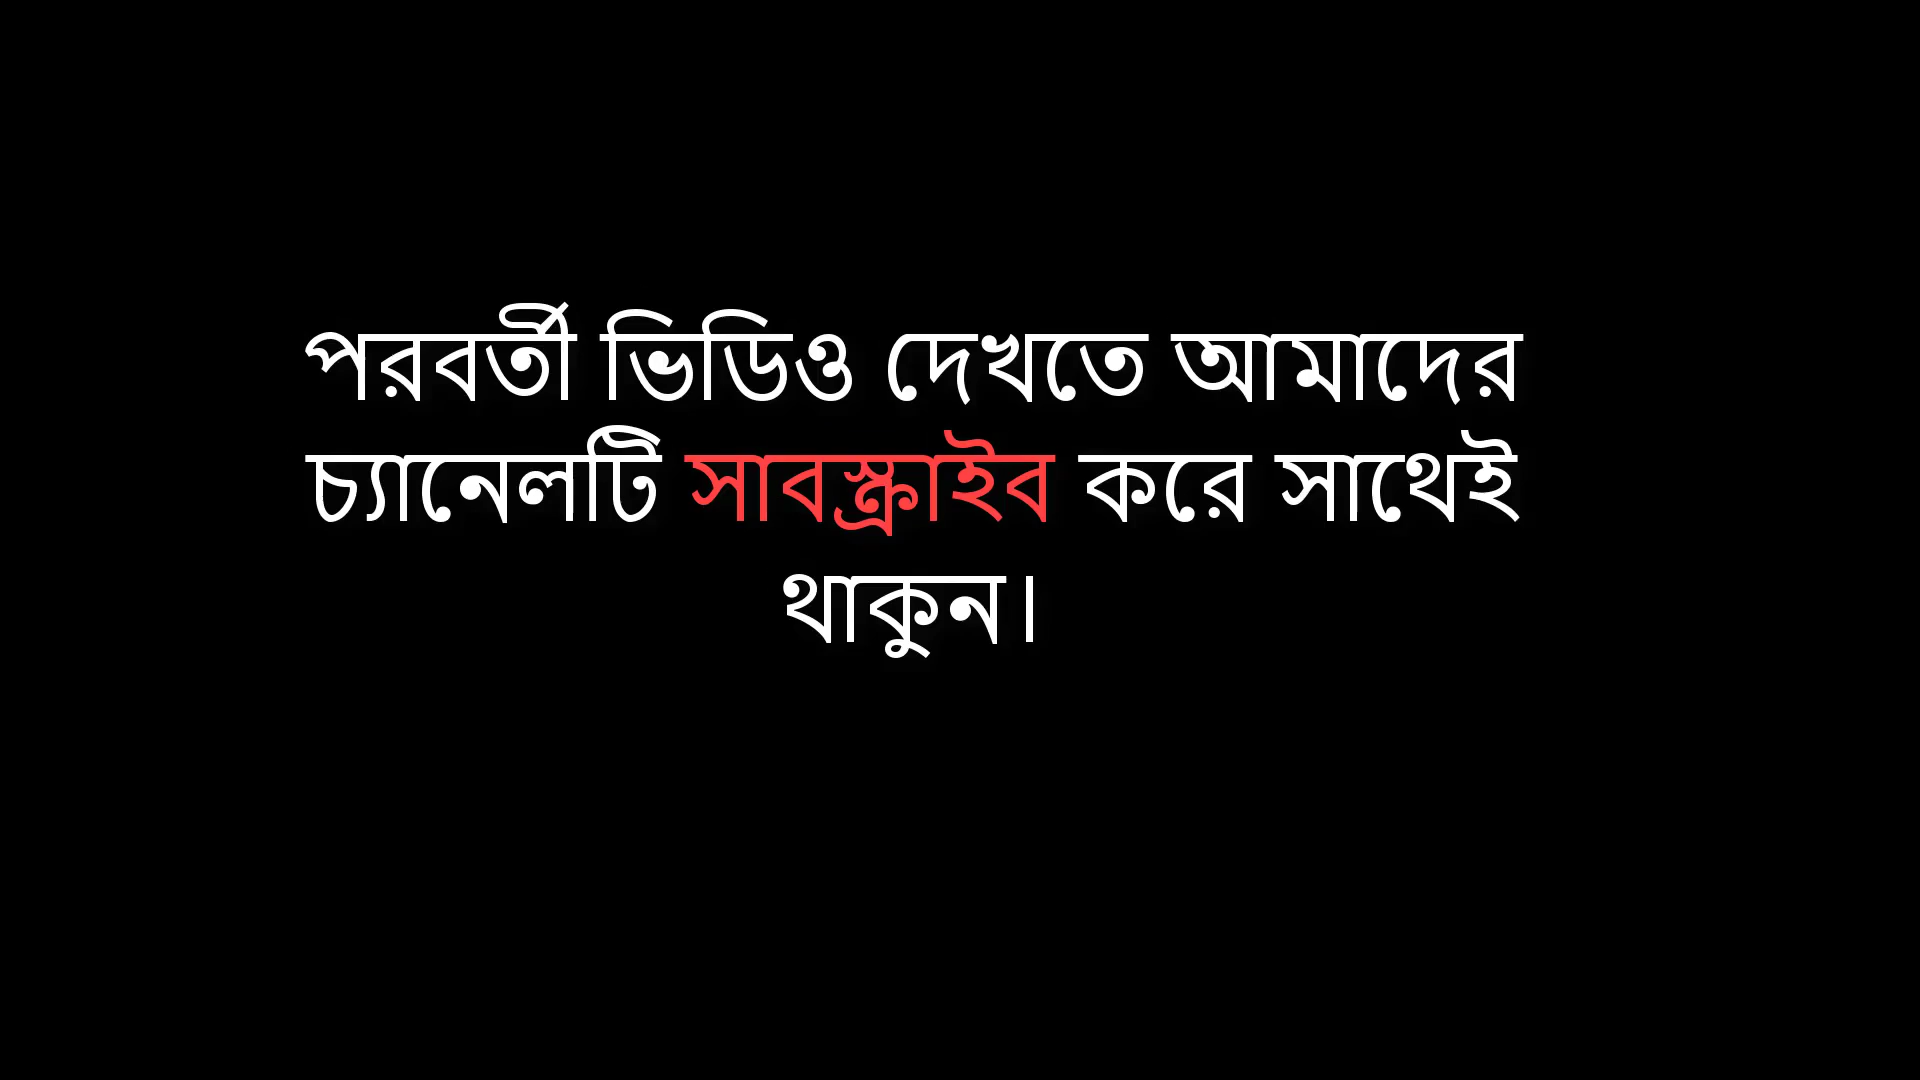 পরবর্তী ভিডিও দেখতে আমাদের
চ্যানেলটি সাবস্ক্রাইব করে সাথেই
থাকুন।